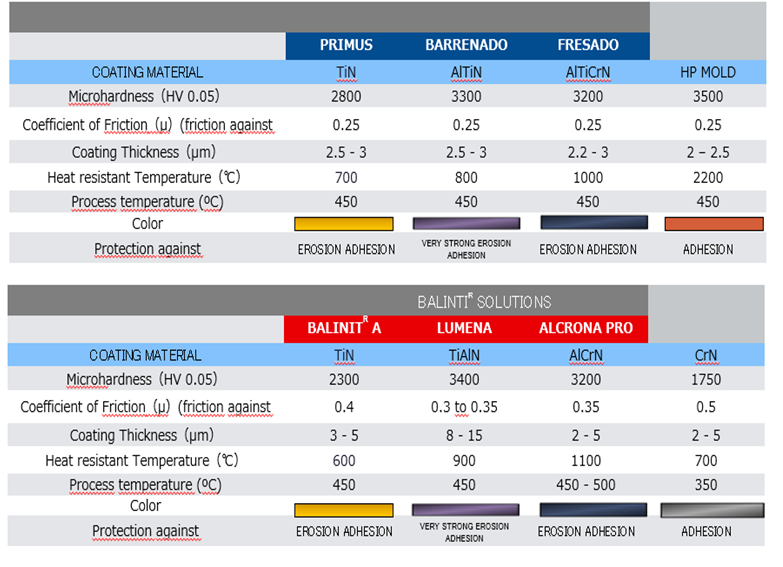 PRIMUS BARRENADO FRESADO
COATING MATERIAL TiN AlTiN AlTiCrN HP MOLD
Microhardness (HV 0.05) 2800 3300 3200 3500
Coefficient of Friction (μ) (friction against 0.25 0.25 0.25 0.25
Coating Thickness (μm) 2.5 - 3 2.5 - 3 2.2 - 3 2 – 2.5
Heat resistant Temperature (℃) 700 800 1000 2200
Process temperature (ºC) 450 450 450 450
Color
Protection against EROSION ADHESION VERY STRONG EROSION ADHESION EROSION ADHESION ADHESION
BALINTIᴿ SOLUTIONS
BALINITᴿ A LUMENA ALCRONA PRO
COATING MATERIAL TiN TiAlN AlCrN CrN
Microhardness (HV 0.05) 2300 3400 3200 1750
Coefficient of Friction (μ) (friction against 0.4 0.3 to 0.35 0.35 0.5
Coating Thickness (μm) 3 - 5 8 - 15 2 - 5 2 - 5
Heat resistant Temperature (℃) 600 900 1100 700
Process temperature (ºC) 450 450 450 - 500 350
Color
Protection against EROSION ADHESION VERY STRONG EROSION ADHESION EROSION ADHESION ADHESION